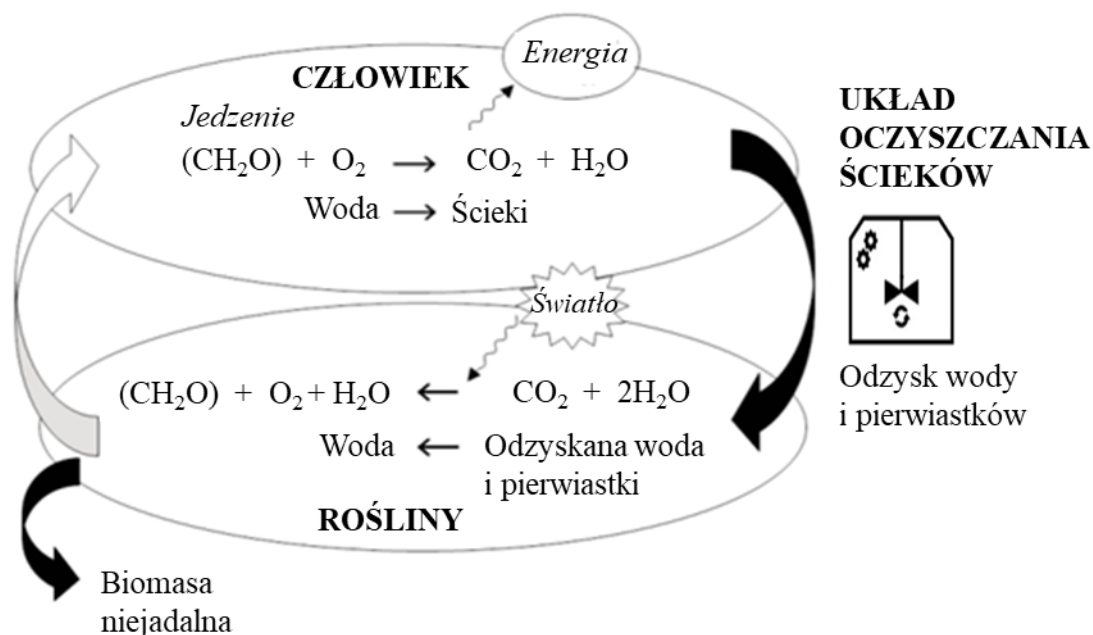 Energia
CZŁOWIEK
Jedzenie
(CH₂O) + O₂ → CO₂ + H₂O
Woda → Ścieki
UKŁAD
OCZYSZCZANIA
ŚCIEKÓW
Światło
(CH₂O) + O₂ + H₂O ← CO₂ + 2H₂O
Woda ← Odzyskana woda
i pierwiastki
ROŚLINY
Odzysk wody
i pierwiastków
Biomasa
niejadalna